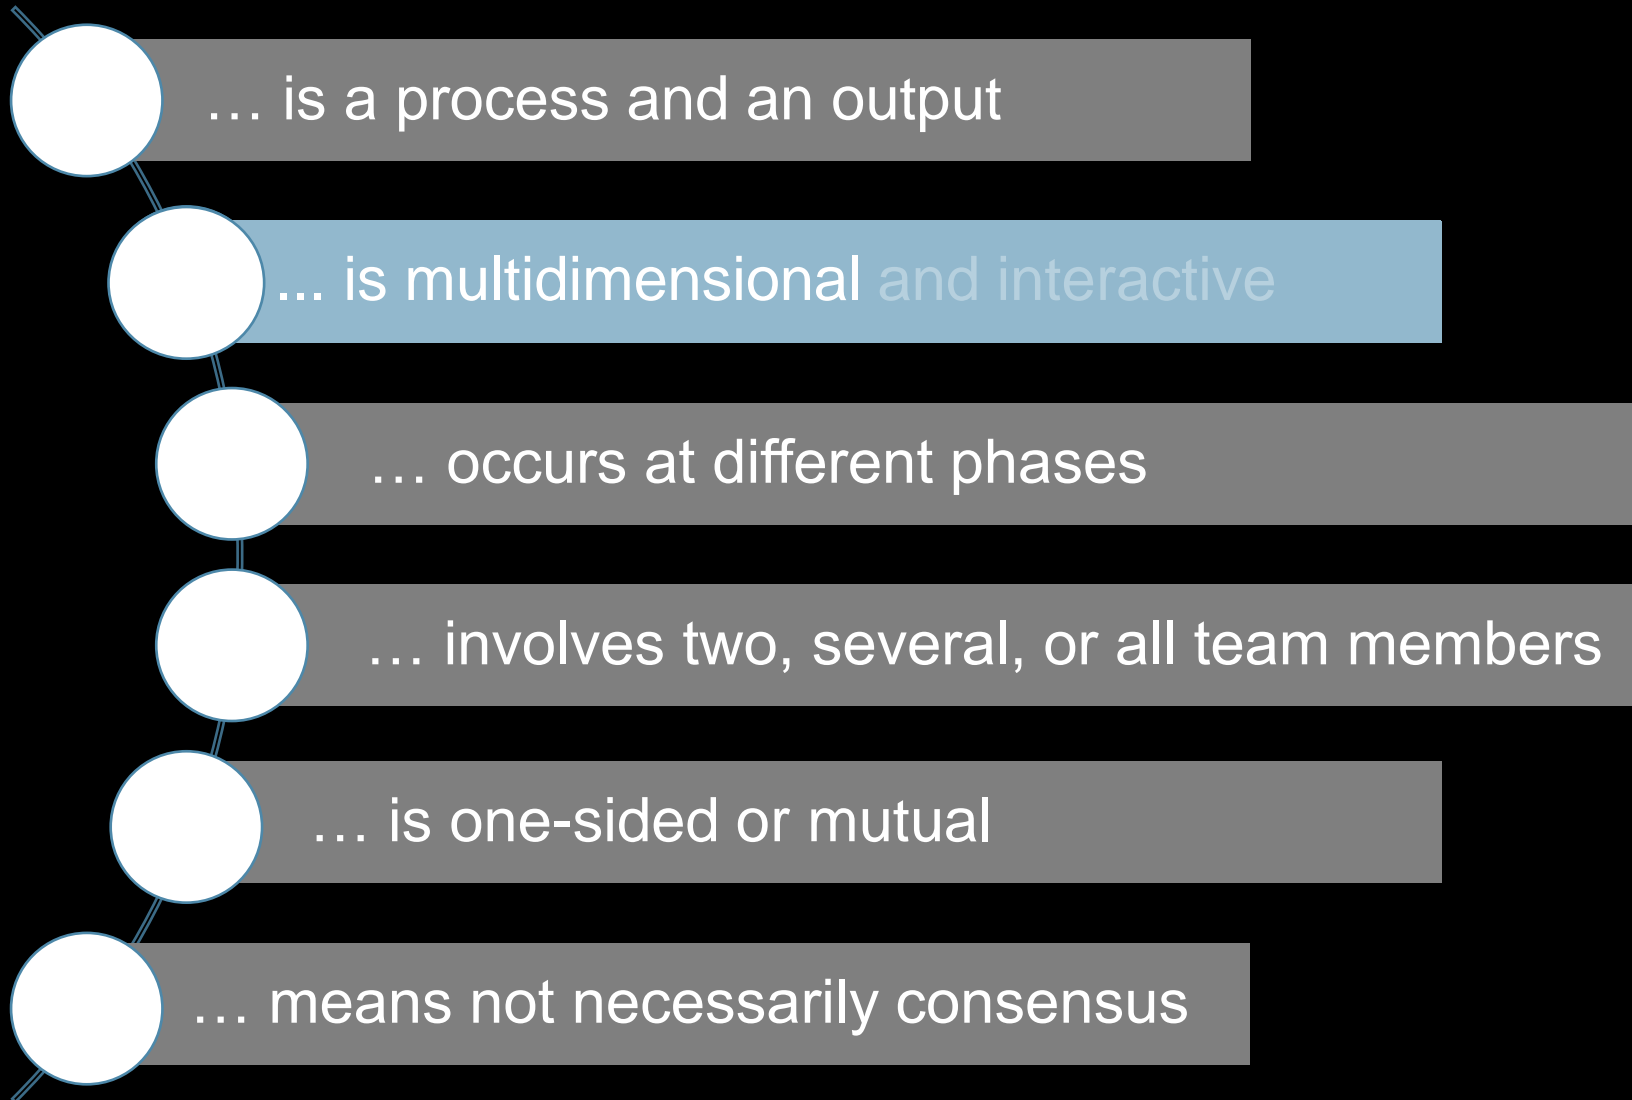 … is a process and an output
... is multidimensional and interactive
… occurs at different phases
… involves two, several, or all team members
… is one-sided or mutual
… means not necessarily consensus